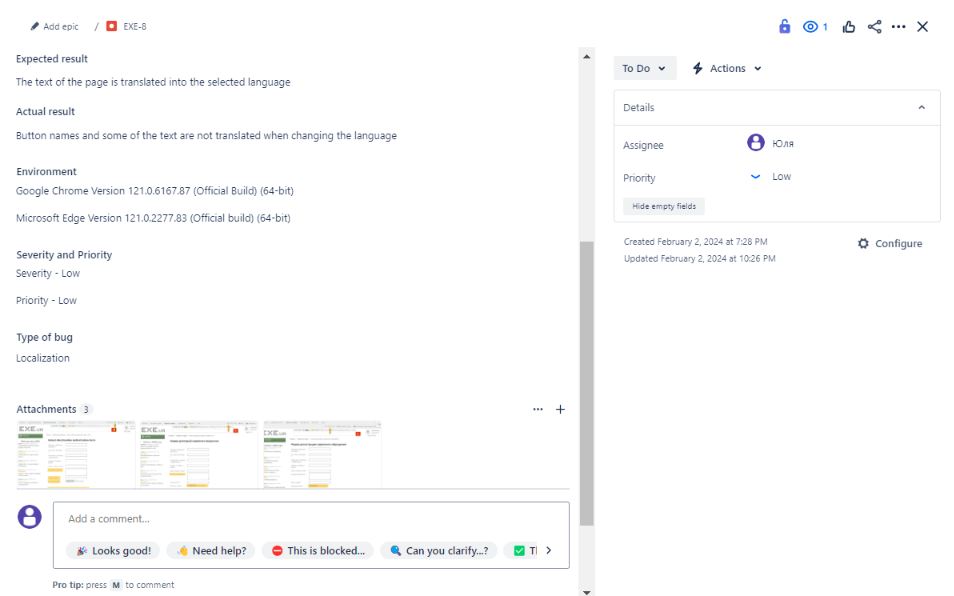 Add epic / EXE-8
1
Expected result
The text of the page is translated into the selected language
Actual result
Button names and some of the text are not translated when changing the language
Environment
Google Chrome Version 121.0.6167.87 (Official Build) (64-bit)
Microsoft Edge Version 121.0.2277.83 (Official build) (64-bit)
Severity and Priority
Severity - Low
Priority - Low
Type of bug
Localization
Attachments 3
EXE.UA
EXE.UA
EXE.UA
Add a comment...
Looks good!
Need help?
This is blocked...
Can you clarify...?
Pro tip: press M to comment
To Do
Actions
Details
Assignee
Юля
Priority
Low
Hide empty fields
Created February 2, 2024 at 7:28 PM
Updated February 2, 2024 at 10:26 PM
Configure